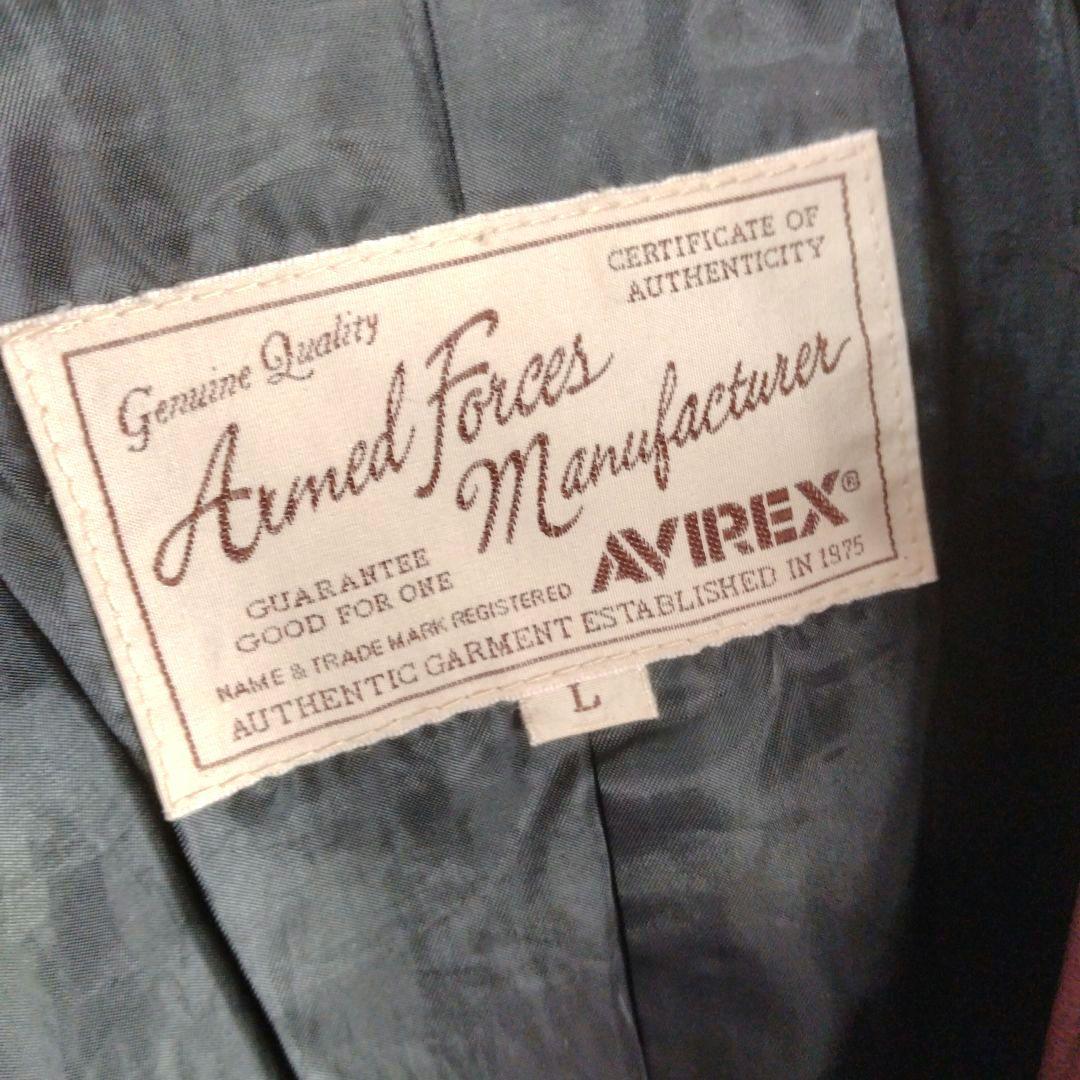 CERTIFICATE OF
AUTHENTICITY
Genuine Quality
Armed Forces
Manufacturer
GUARANTEE
GOOD FOR ONE
NAME & TRADE MARK REGISTERED
AVIREX®
AUTHENTIC GARMENT ESTABLISHED IN 1975
L